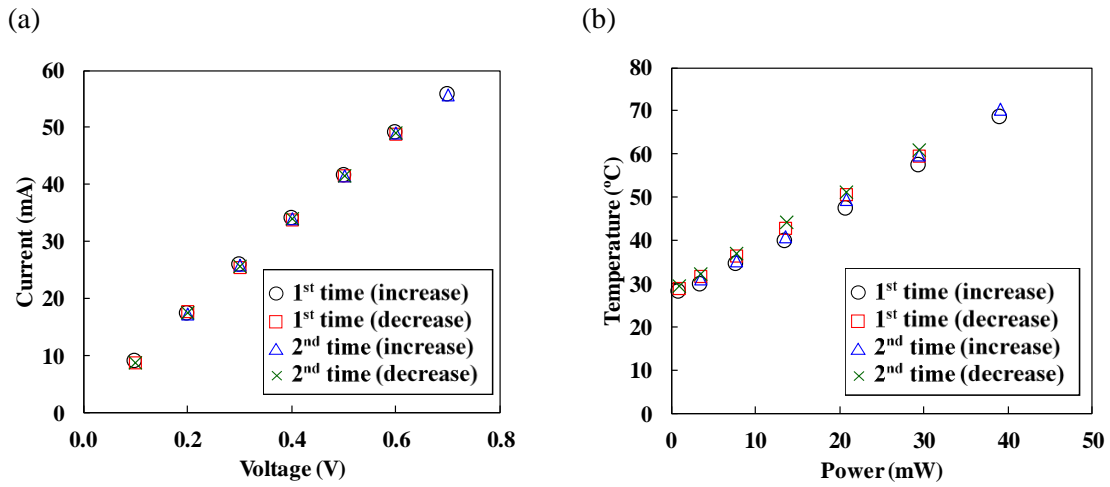 (a)
60
50
40
30
20
10
0
Current (mA)
0.0 0.2 0.4 0.6 0.8
Voltage (V)
1st time (increase)
1st time (decrease)
2nd time (increase)
2nd time (decrease)
(b)
80
70
60
50
40
30
20
10
0
Temperature (ºC)
0 10 20 30 40 50
Power (mW)
1st time (increase)
1st time (decrease)
2nd time (increase)
2nd time (decrease)